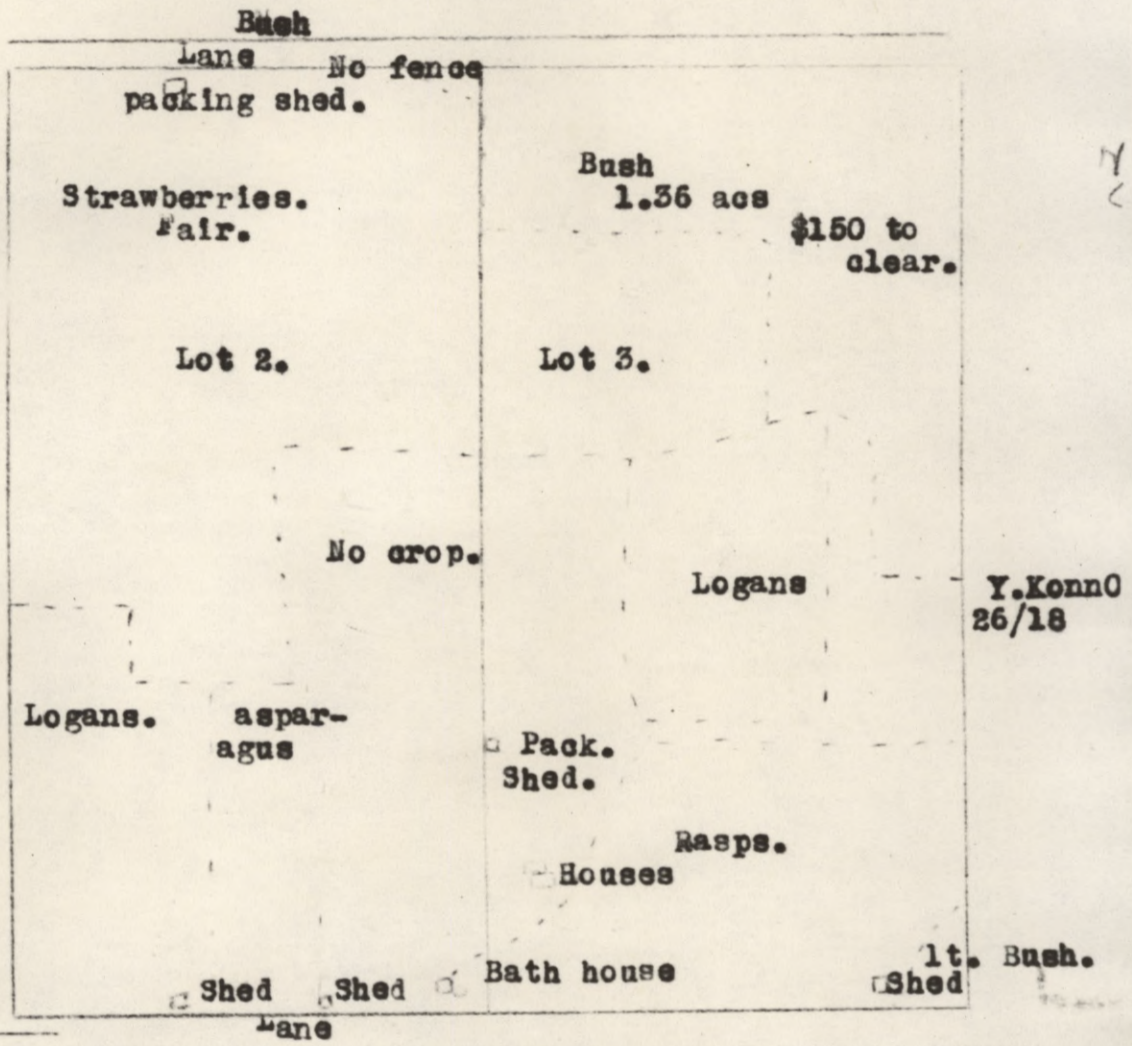 Bush
Lane
No fence
packing shed.
Bush
1.36 acs
Strawberries.
Fair.
$150 to
clear.
Lot 2.
Lot 3.
No crop.
Logans
Y.KonnO
26/18
Logans.
aspar-
agus
Pack.
Shed.
Rasps.
Houses
lt. Bush.
Bath house
Shed
Shed
Shed
Lane